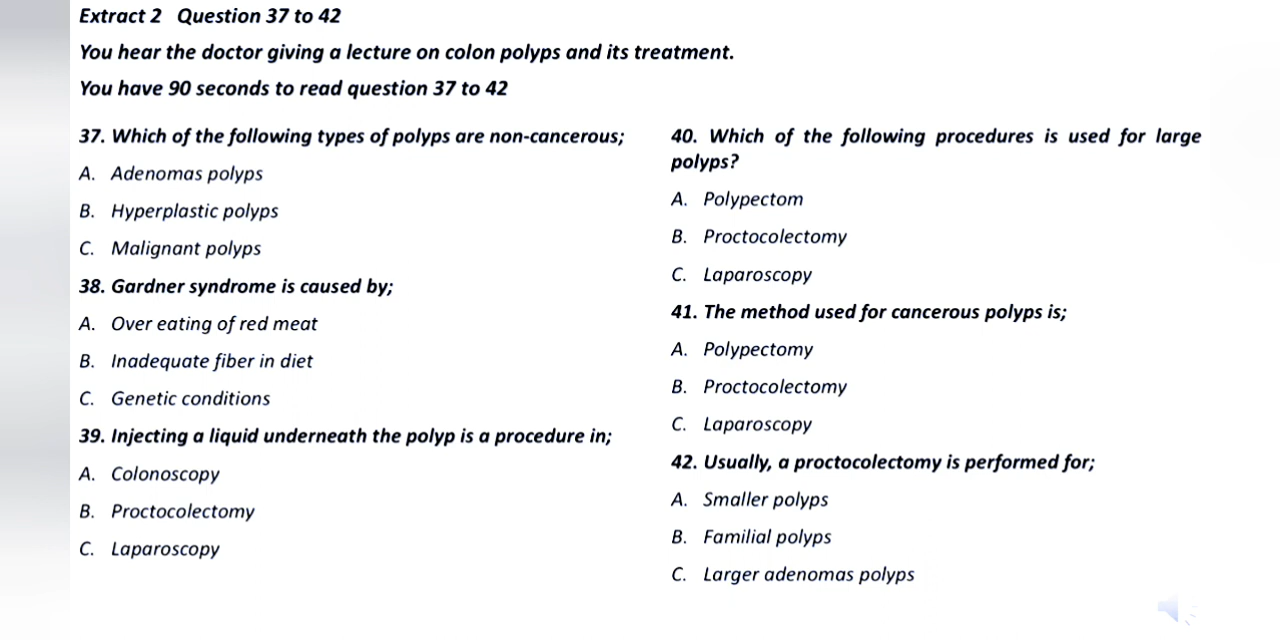 Extract 2 Question 37 to 42
You hear the doctor giving a lecture on colon polyps and its treatment.
You have 90 seconds to read question 37 to 42
37. Which of the following types of polyps are non-cancerous;
A. Adenomas polyps
B. Hyperplastic polyps
C. Malignant polyps
38. Gardner syndrome is caused by;
A. Over eating of red meat
B. Inadequate fiber in diet
C. Genetic conditions
39. Injecting a liquid underneath the polyp is a procedure in;
A. Colonoscopy
B. Proctocolectomy
C. Laparoscopy
40. Which of the following procedures is used for large
polyps?
A. Polypectom
B. Proctocolectomy
C. Laparoscopy
41. The method used for cancerous polyps is;
A. Polypectomy
B. Proctocolectomy
C. Laparoscopy
42. Usually, a proctocolectomy is performed for;
A. Smaller polyps
B. Familial polyps
C. Larger adenomas polyps